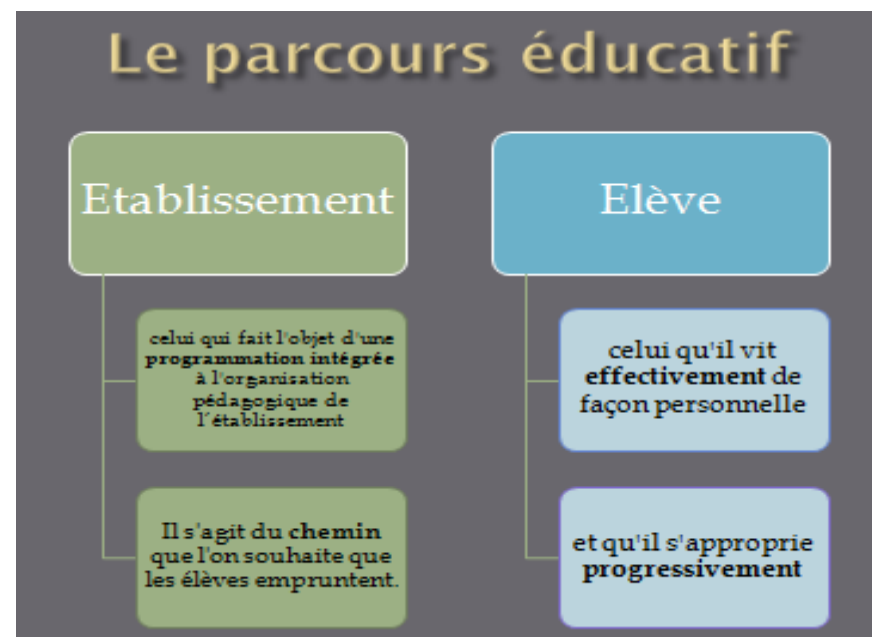 Le parcours éducatif
Etablissement
celui qui fait l'objet d'une
programmation intégrée
à l'organisation
pédagogique de
l'établissement
Il s'agit du chemin
que l'on souhaite que
les élèves empruntent.
Elève
celui qu'il vit
effectivement de
façon personnelle
et qu'il s'approprie
progressivement